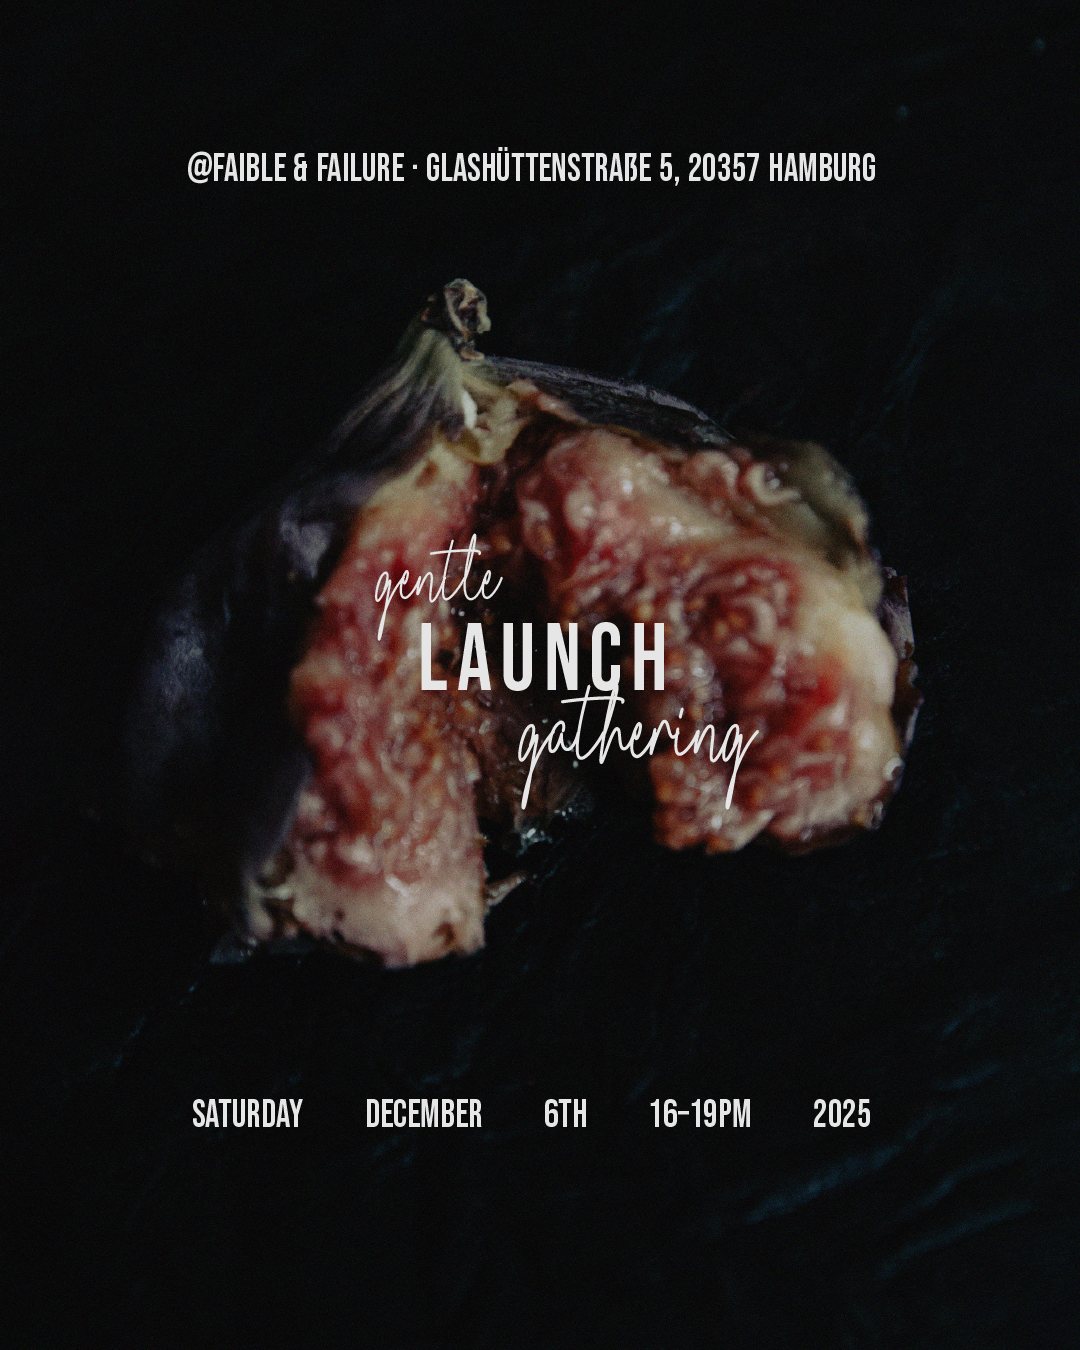 @FAIBLE & FAILURE · GLASHÜTTENSTRAßE 5, 20357 HAMBURG
gentle
LAUNCH
gathering
SATURDAY DECEMBER 6TH 16–19PM 2025